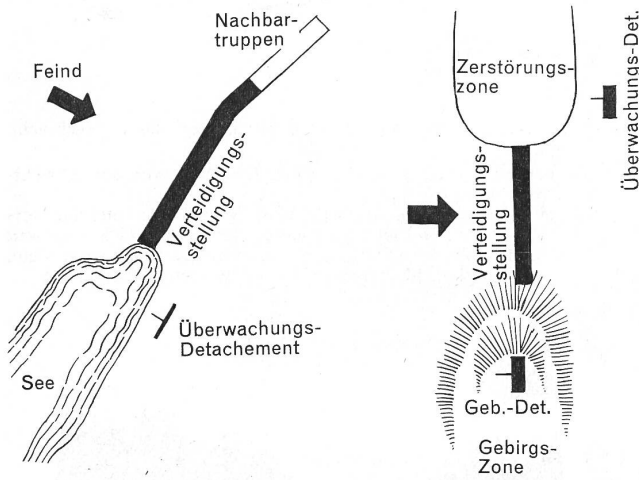 Nachbar-
truppen
Feind
Verteidigungs-
stellung
Überwachungs-
Detachement
See
Zerstörungs-
zone
Überwachungs-Det.
Verteidigungs-
stellung
Geb.-Det.
Gebirgs-
Zone